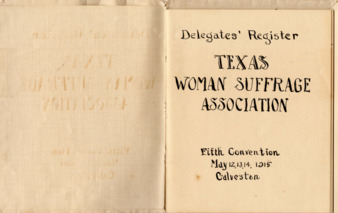 Delegates' Register
TEXAS
WOMAN SUFFRAGE
ASSOCIATION
Fifth Convention
May 12, 13, 14, 1915
Galveston